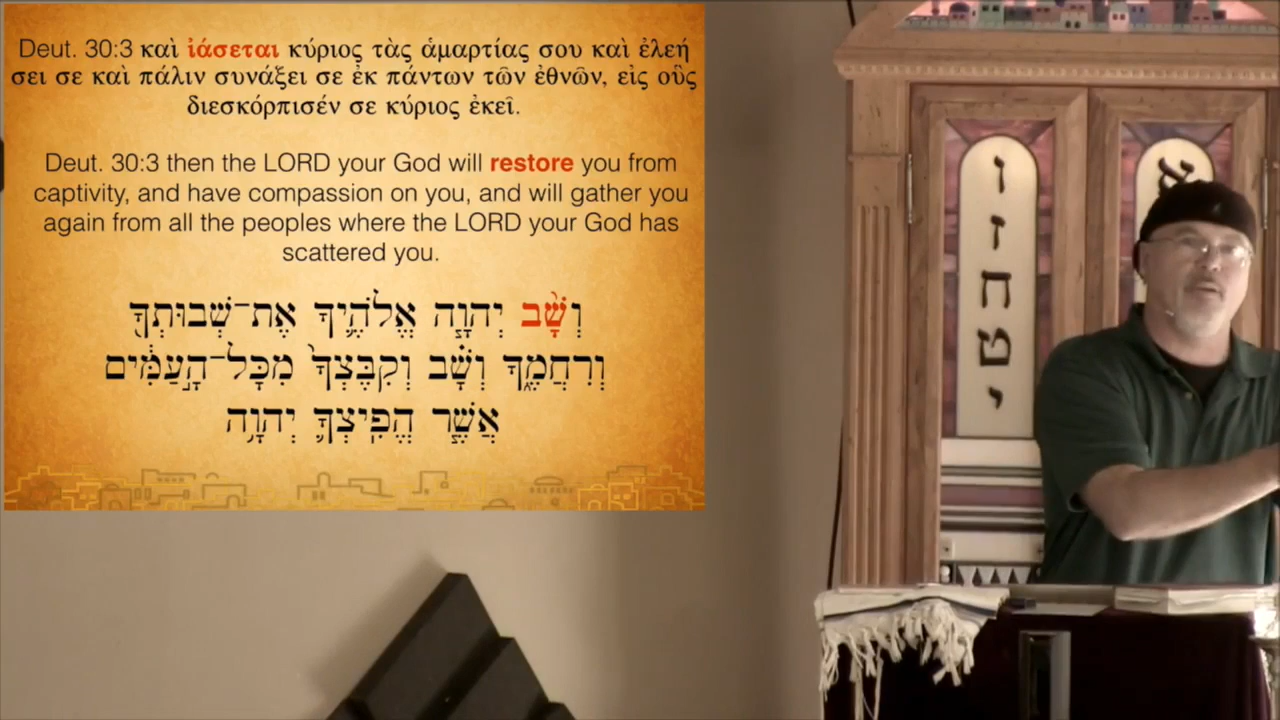 Deut. 30:3 καὶ ἰάσεται κύριος τὰς ἁμαρτίας σου καὶ ἐλεή
σει σε καὶ πάλιν συνάξει σε ἐκ πάντων τῶν ἐθνῶν, εἰς οὓς
διεσκόρπισέν σε κύριος ἐκεῖ.
Deut. 30:3 then the LORD your God will restore you from
captivity, and have compassion on you, and will gather you
again from all the peoples where the LORD your God has
scattered you.
וְשָׁ֨ב יְהוָ֧ה אֱלֹהֶ֛יךָ אֶת־שְׁבוּתְךָ֖
וְרִחֲמֶ֑ךָ וְשָׁ֗ב וְקִבֶּצְךָ֙ מִכָּל־הָ֣עַמִּ֔ים
אֲשֶׁ֧ר הֱפִֽיצְךָ֛ יְהוָ֥ה
ו
ז
ח
ט
י
א